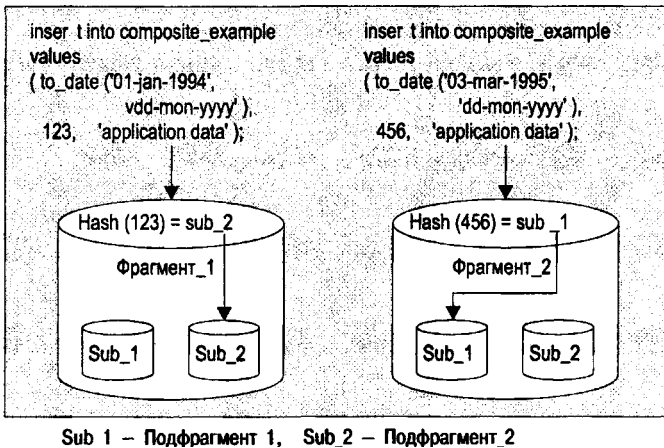 inser t into composite_example
values
( to_date ('01-jan-1994',
vdd-mon-yyyy' ),
123, 'application data' );
Hash (123) = sub_2
Фрагмент_1
Sub_1
Sub_2
inser t into composite_example
values
( to_date ('03-mar-1995',
'dd-mon-yyyy' ),
456, 'application data' );
Hash (456) = sub _1
Фрагмент_2
Sub_1
Sub_2
Sub 1 – Подфрагмент 1, Sub_2 – Подфрагмент_2